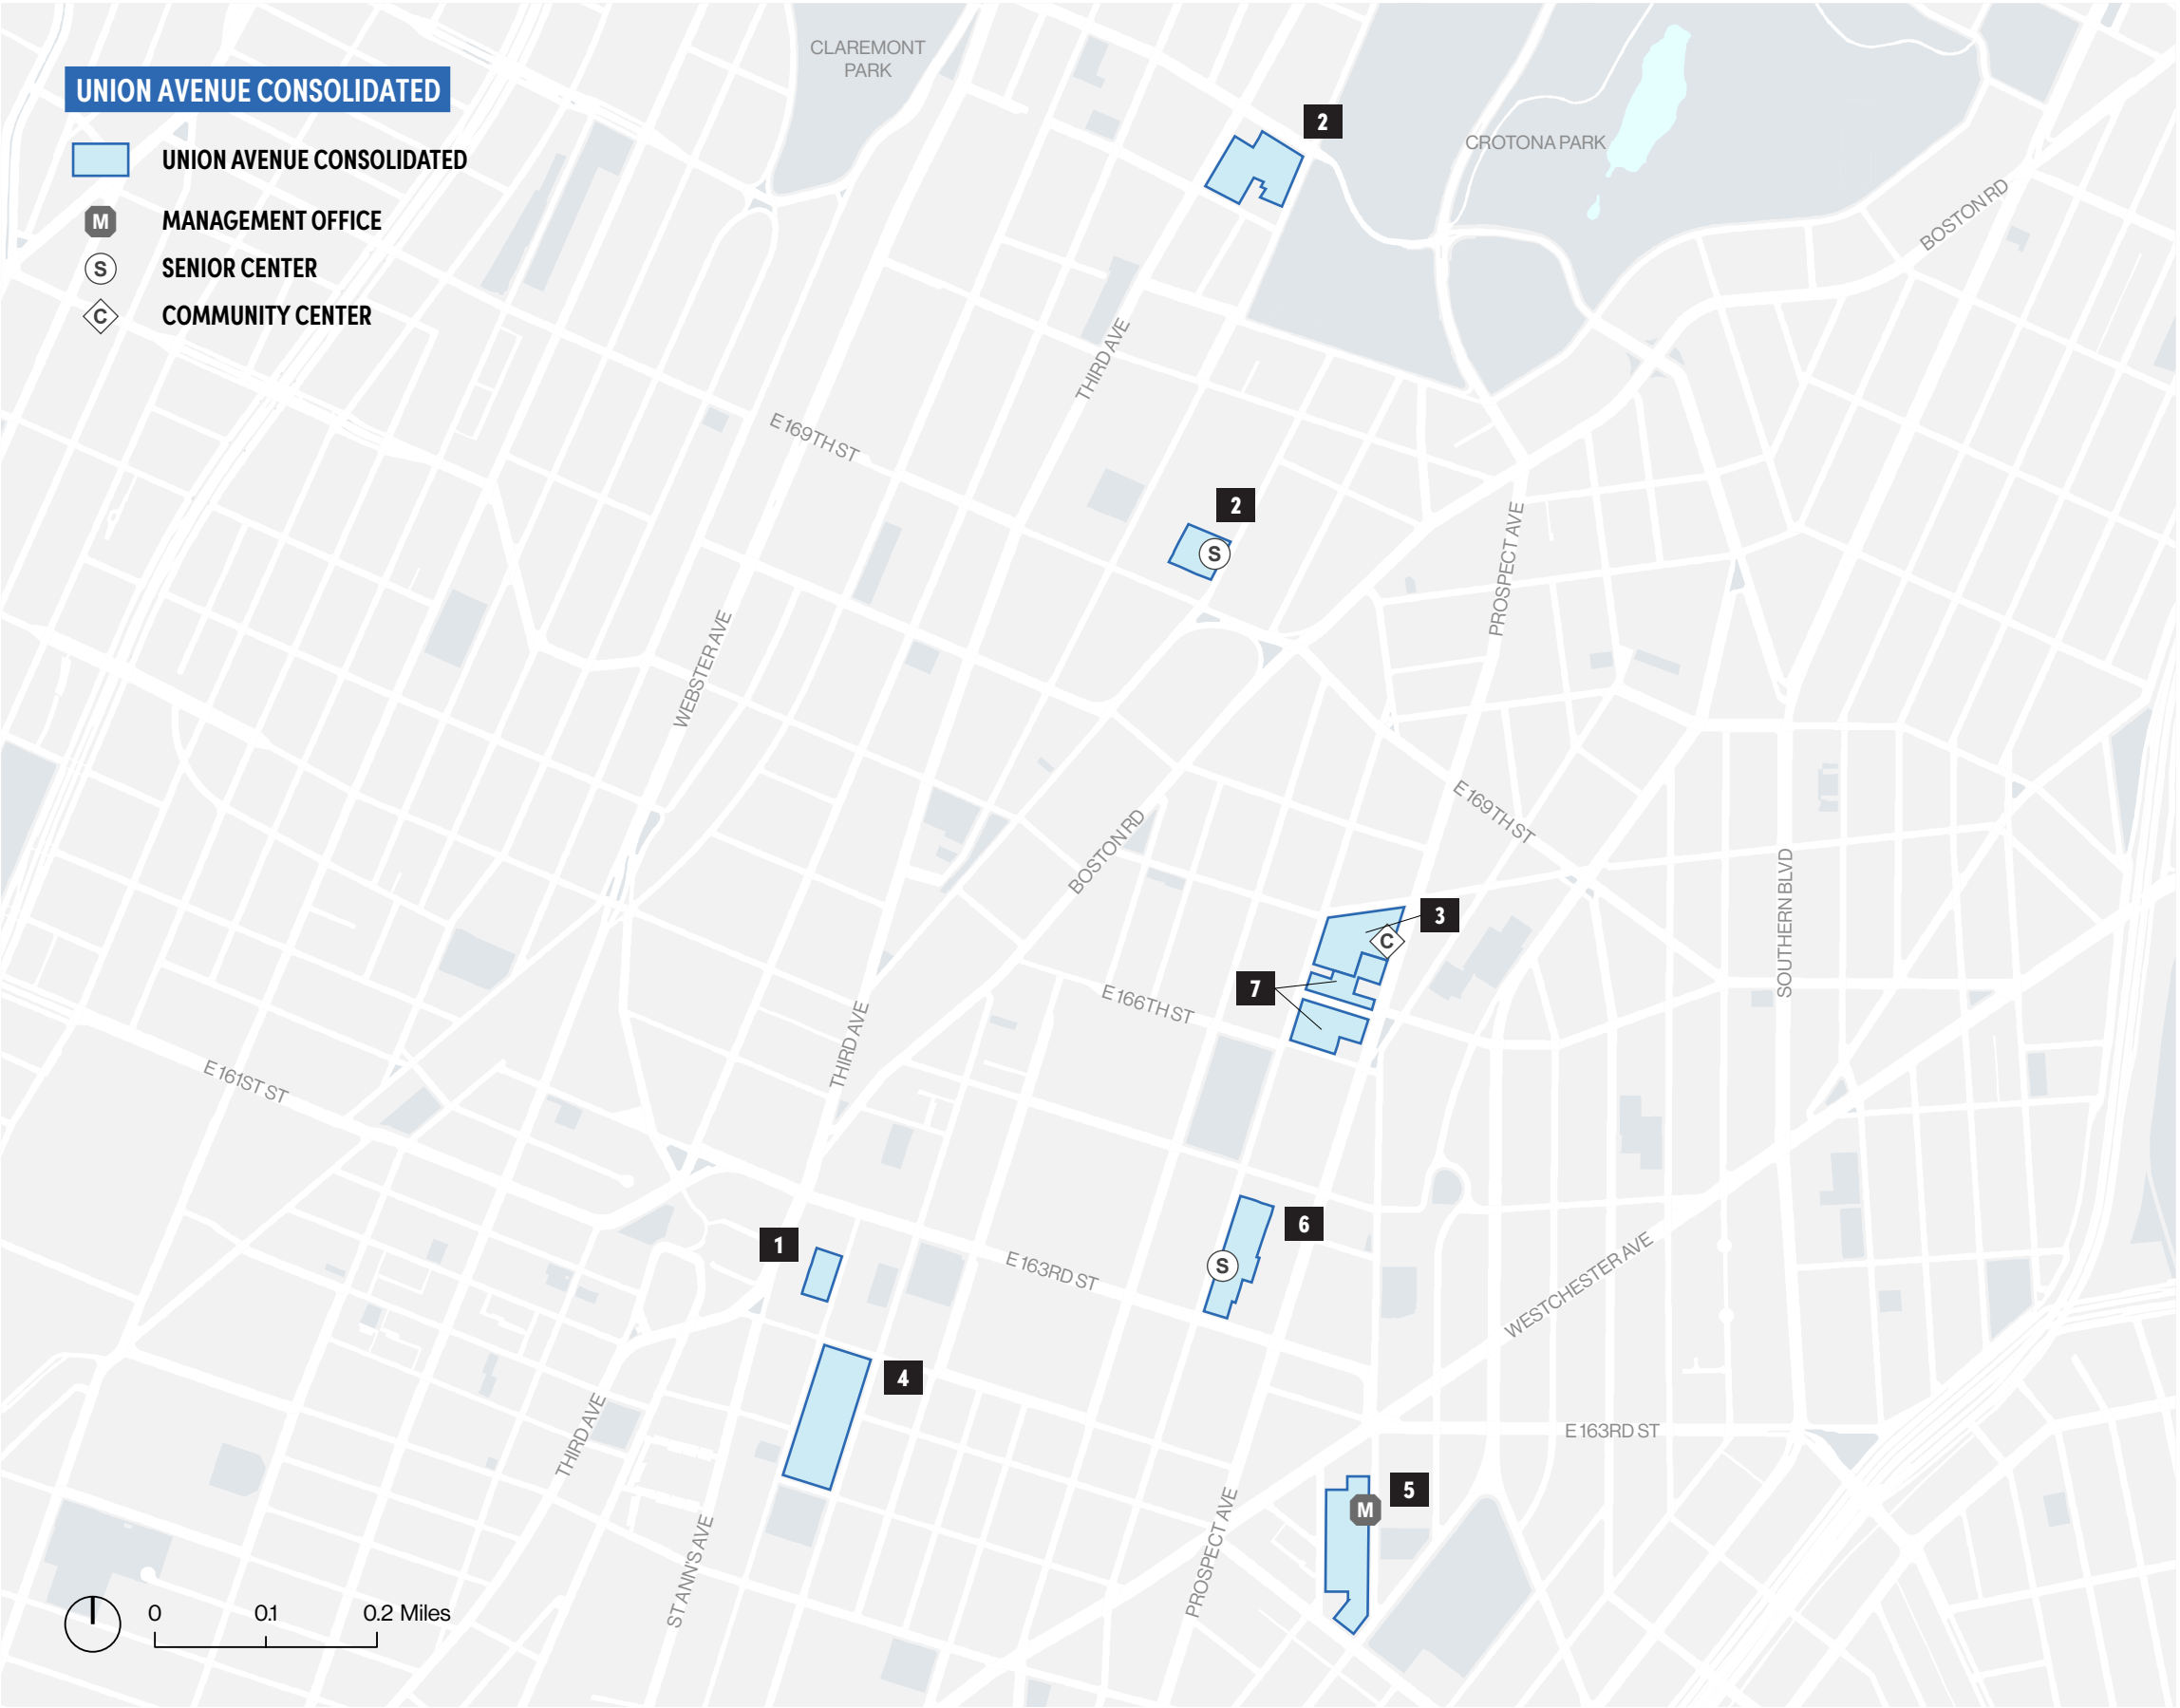 UNION AVENUE CONSOLIDATED
UNION AVENUE CONSOLIDATED
M MANAGEMENT OFFICE
S SENIOR CENTER
C COMMUNITY CENTER
CLAREMONT
PARK
2
CROTONA PARK
BOSTON RD
THIRD AVE
E 169TH ST
2
S
PROSPECT AVE
WEBSTER AVE
E 169TH ST
BOSTON RD
SOUTHERN BLVD
3
C
7
E 166TH ST
THIRD AVE
E 161ST ST
6
S
1
E 163RD ST
WESTCHESTER AVE
4
THIRD AVE
E 163RD ST
5
M
PROSPECT AVE
ST ANN'S AVE
0 0.1 0.2 Miles